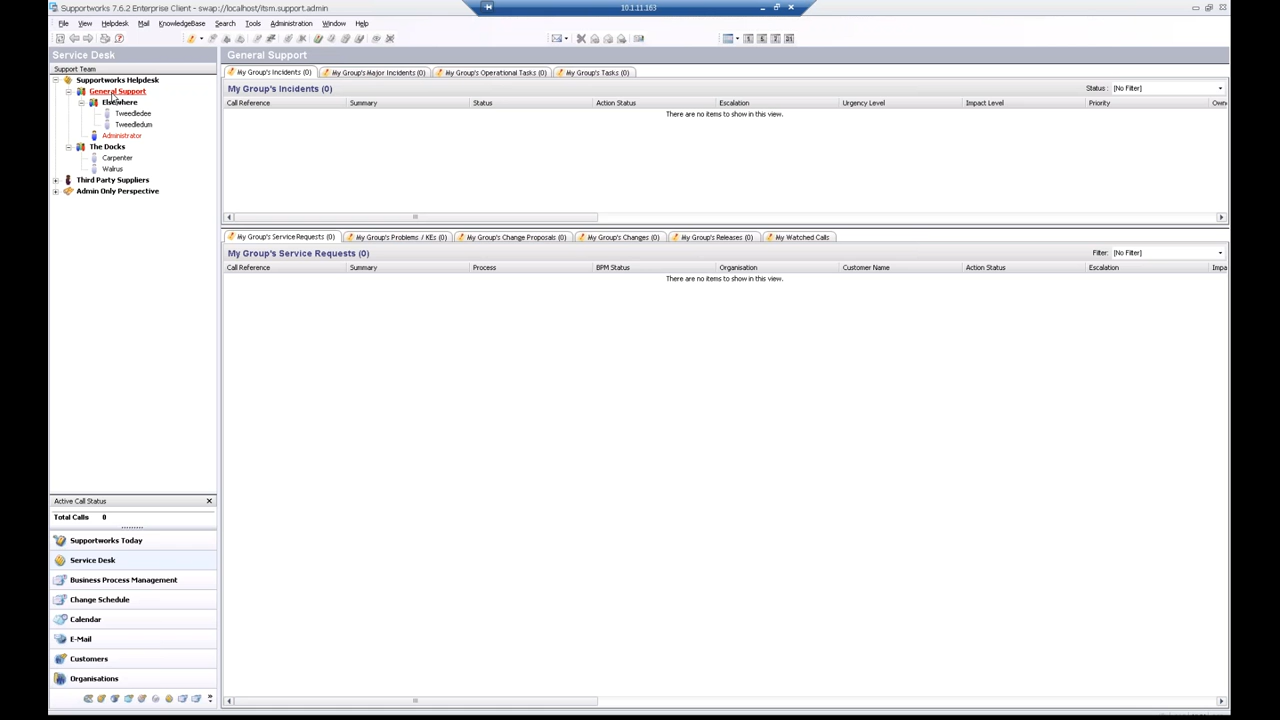 Supportworks 7.6.2 Enterprise Client - swap://localhost/itsm.support.admin
10.1.11.163
File View Helpdesk Mail KnowledgeBase Search Tools Administration Window Help
Service Desk
General Support
Support Team
Supportworks Helpdesk
General Support
Elsewhere
Tweedledee
Tweedledum
Administrator
The Docks
Carpenter
Walrus
Third Party Suppliers
Admin Only Perspective
My Group's Incidents (0) My Group's Major Incidents (0) My Group's Operational Tasks (0) My Group's Tasks (0)
My Group's Incidents (0) Status : [No Filter]
Call Reference Summary Status Action Status Escalation Urgency Level Impact Level Priority Owne
There are no items to show in this view.
My Group's Service Requests (0) My Group's Problems / KEs (0) My Group's Change Proposals (0) My Group's Changes (0) My Group's Releases (0) My Watched Calls
My Group's Service Requests (0) Filter: [No Filter]
Call Reference Summary Process BPM Status Organisation Customer Name Action Status Escalation Impa
There are no items to show in this view.
Active Call Status
Total Calls 0
Supportworks Today
Service Desk
Business Process Management
Change Schedule
Calendar
E-Mail
Customers
Organisations